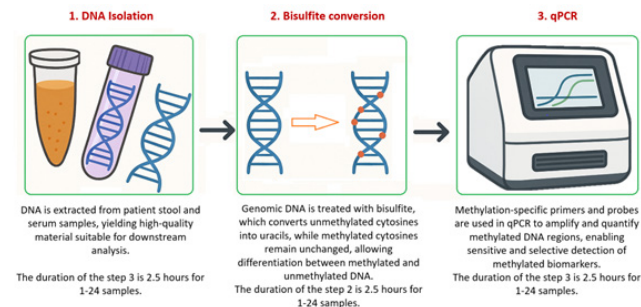 1. DNA Isolation
DNA is extracted from patient stool and
serum samples, yielding high-quality
material suitable for downstream
analysis.
The duration of the step 3 is 2.5 hours for
1-24 samples.
2. Bisulfite conversion
Genomic DNA is treated with bisulfite,
which converts unmethylated cytosines
into uracils, while methylated cytosines
remain unchanged, allowing
differentiation between methylated and
unmethylated DNA.
The duration of the step 2 is 2.5 hours for
1-24 samples.
3. qPCR
Methylation-specific primers and probes
are used in qPCR to amplify and quantify
methylated DNA regions, enabling
sensitive and selective detection of
methylated biomarkers.
The duration of the step 3 is 2.5 hours for
1-24 samples.